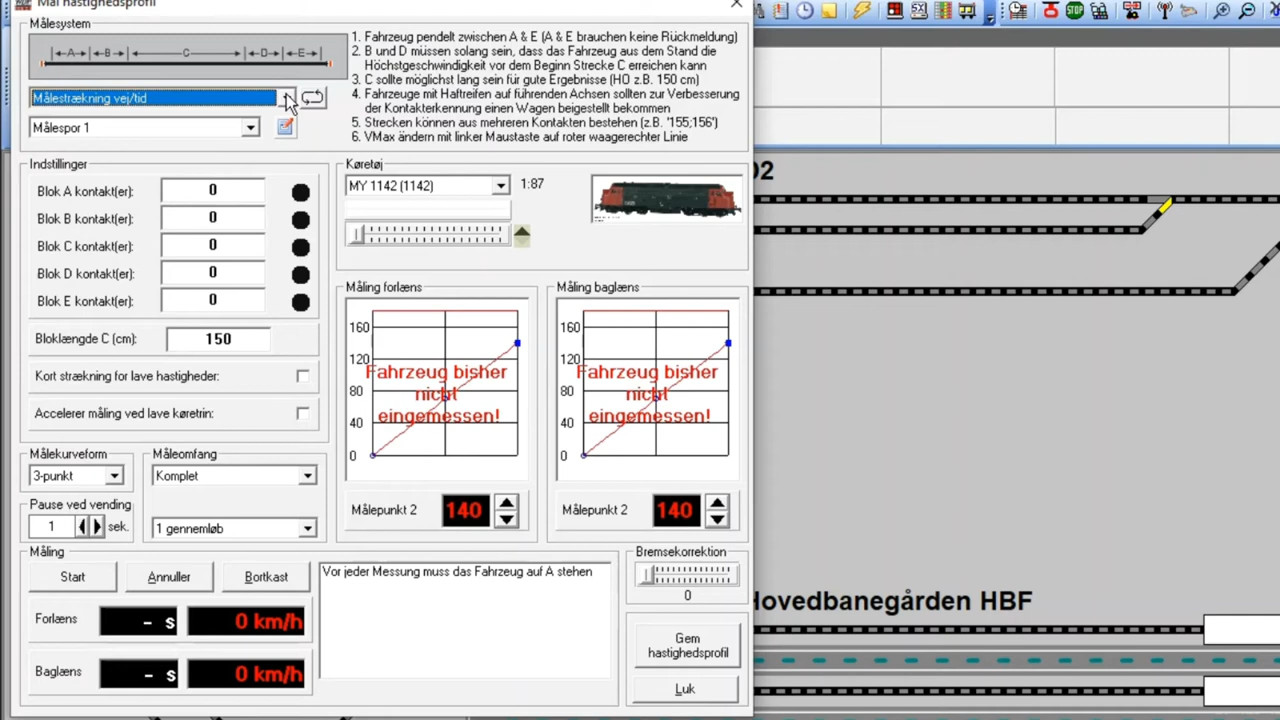 Mål hastighedsprofil
Målesystem
A B C D E
Målestrækning vej/tid
Målespor 1
1. Fahrzeug pendelt zwischen A & E (A & E brauchen keine Rückmeldung)
2. B und D müssen solang sein, dass das Fahrzeug aus dem Stand die
Höchstgeschwindigkeit vor dem Beginn Strecke C erreichen kann
3. C sollte möglichst lang sein für gute Ergebnisse (HO z.B. 150 cm)
4. Fahrzeuge mit Haftreifen auf führenden Achsen sollten zur Verbesserung
der Kontakterkennung einen Wagen beigestellt bekommen
5. Strecken können aus mehreren Kontakten bestehen (z.B. '155;156')
6. VMax ändern mit linker Maustaste auf roter waagerechter Linie
Indstillinger
Blok A kontakt(er): 0
Blok B kontakt(er): 0
Blok C kontakt(er): 0
Blok D kontakt(er): 0
Blok E kontakt(er): 0
Bloklængde C (cm): 150
Kort strækning for lave hastigheder:
Accelerer måling ved lave køretrin:
Køretøj
MY 1142 (1142) 1:87
Måling forlæns
160
120
80
40
0
Fahrzeug bisher
nicht
eingemessen!
Målepunkt 2 140
Måling baglæns
160
120
80
40
0
Fahrzeug bisher
nicht
eingemessen!
Målepunkt 2 140
Målekurveform
3-punkt
Pause ved vending
1 sek.
Måleomfang
Komplet
1 gennemløb
Måling
Start Annuller Bortkast
Forlæns - s 0 km/h
Baglæns - s 0 km/h
Vor jeder Messung muss das Fahrzeug auf A stehen
Bremsekorrektion
0
Gem
hastighedsprofil
Luk
STOP
02
Hovedbanegården HBF